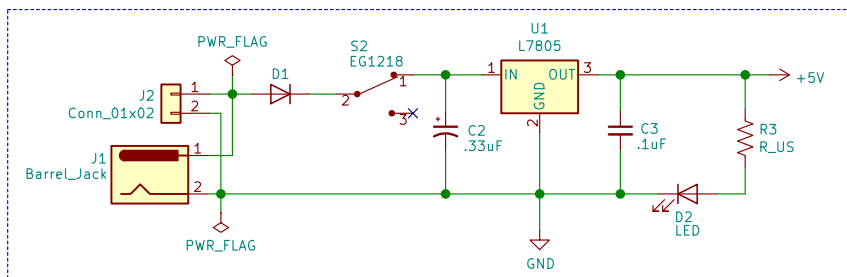 PWR_FLAG
J2
Conn_01x02
1
2
D1
S2
EG1218
1
2
3
U1
L7805
1
IN
OUT
3
GND
2
+5V
C2
.33uF
C3
.1uF
R3
R_US
J1
Barrel_Jack
1
2
D2
LED
PWR_FLAG
GND